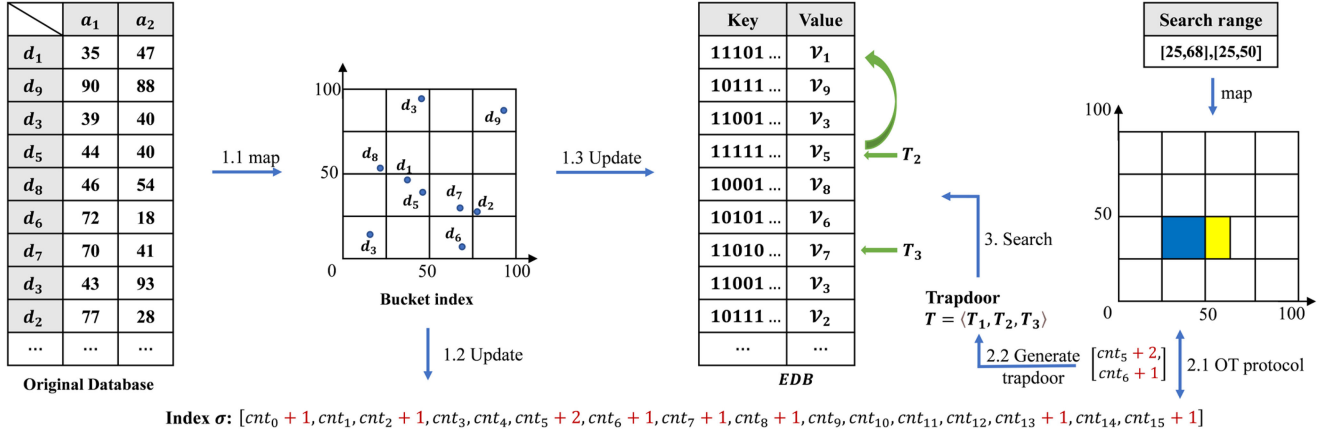 a₁ a₂
d₁ 35 47
d₉ 90 88
d₃ 39 40
d₅ 44 40
d₈ 46 54
d₆ 72 18
d₇ 70 41
d₃ 43 93
d₂ 77 28
... ... ...
Original Database
1.1 map
100
50
0
50
100
d₃
d₉
d₈
d₁
d₅
d₇
d₂
d₃
d₆
Bucket index
1.2 Update
1.3 Update
Key Value
11101 ... 𝒱₁
10111 ... 𝒱₉
11001 ... 𝒱₃
11111 ... 𝒱₅
10001 ... 𝒱₈
10101 ... 𝒱₆
11010 ... 𝒱₇
11001 ... 𝒱₃
10111 ... 𝒱₂
... ...
EDB
T₂
T₃
3. Search
Trapdoor
T = ⟨T₁, T₂, T₃⟩
2.2 Generate
trapdoor
Search range
[25,68],[25,50]
map
100
50
0
50
100
[cnt₅ + 2,
cnt₆ + 1]
2.1 OT protocol
Index σ: [cnt₀ + 1, cnt₁, cnt₂ + 1, cnt₃, cnt₄, cnt₅ + 2, cnt₆ + 1, cnt₇ + 1, cnt₈ + 1, cnt₉, cnt₁₀, cnt₁₁, cnt₁₂, cnt₁₃ + 1, cnt₁₄, cnt₁₅ + 1]